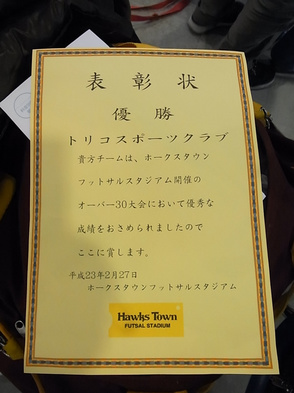 表彰状
優勝
トリコスポーツクラブ
貴方チームは、ホークスタウン
フットサルスタジアム開催の
オーバー30大会において優秀な
成績をおさめられましたので
ここに賞します。
平成23年2月27日
ホークスタウンフットサルスタジアム
Hawks Town
FUTSAL STADIUM